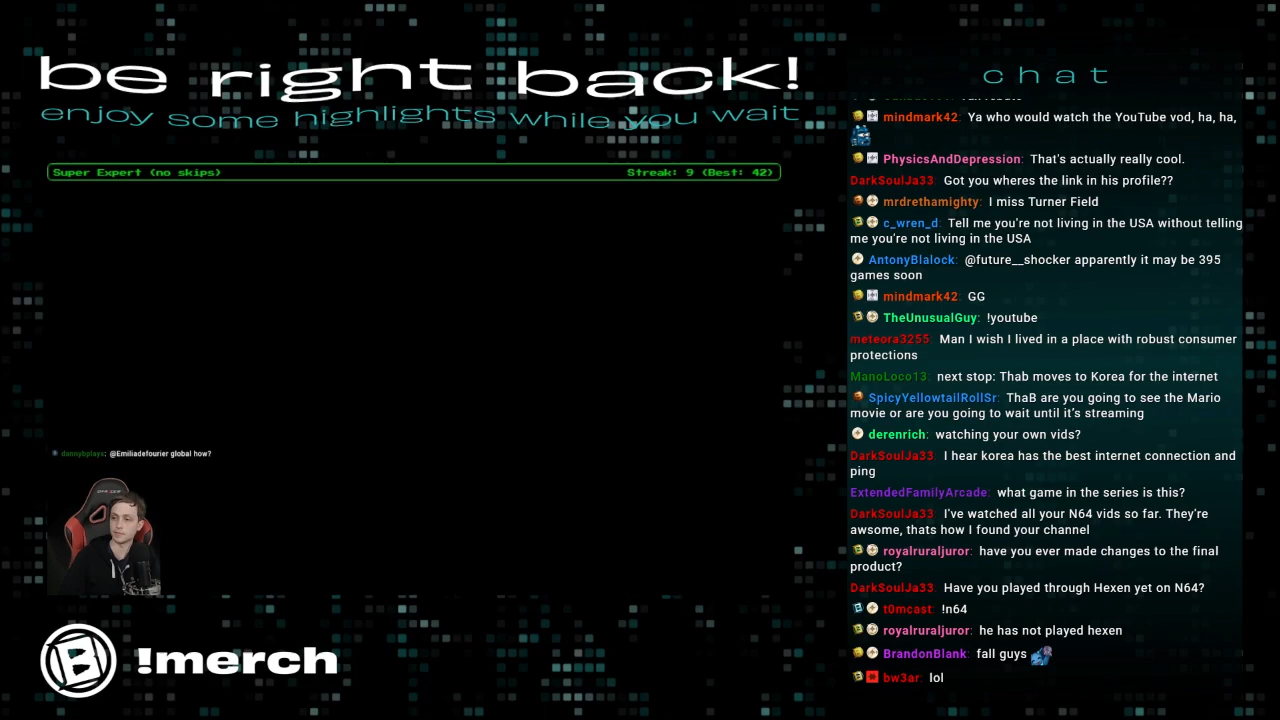 be right back!
enjoy some highlights while you wait
Super Expert (no skips)
Streak: 9 (Best: 42)
dannybplays: @Emiliadefourier global how?
B !merch
chat
mindmark42: Ya who would watch the YouTube vod, ha, ha,
PhysicsAndDepression: That's actually really cool.
DarkSoulJa33: Got you wheres the link in his profile??
mrdrethamighty: I miss Turner Field
c_wren_d: Tell me you're not living in the USA without telling
me you're not living in the USA
AntonyBlalock: @future__shocker apparently it may be 395
games soon
mindmark42: GG
TheUnusualGuy: !youtube
meteora3255: Man I wish I lived in a place with robust consumer
protections
ManoLoco13: next stop: Thab moves to Korea for the internet
SpicyYellowtailRollSr: ThaB are you going to see the Mario
movie or are you going to wait until it's streaming
derenrich: watching your own vids?
DarkSoulJa33: I hear korea has the best internet connection and
ping
ExtendedFamilyArcade: what game in the series is this?
DarkSoulJa33: I've watched all your N64 vids so far. They're
awsome, thats how I found your channel
royalruraljuror: have you ever made changes to the final
product?
DarkSoulJa33: Have you played through Hexen yet on N64?
t0mcast: !n64
royalruraljuror: he has not played hexen
BrandonBlank: fall guys
bw3ar: lol